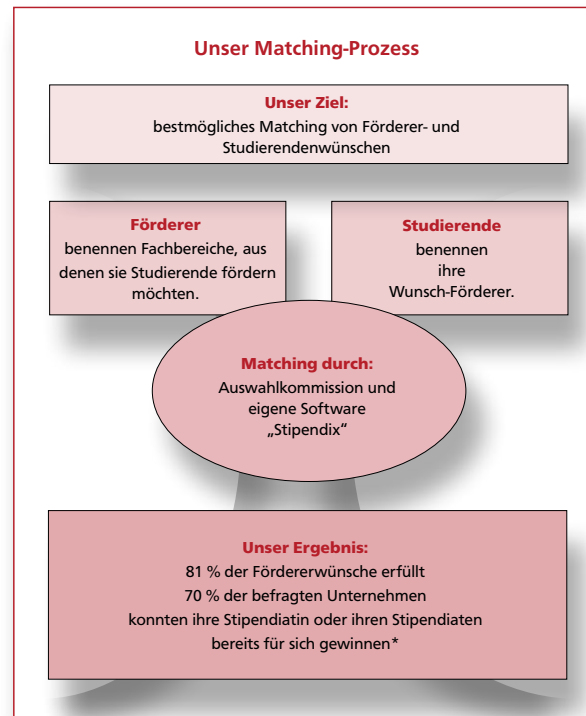 Unser Matching-Prozess
Unser Ziel:
bestmögliches Matching von Förderer- und
Studierendenwünschen
Förderer
benennen Fachbereiche, aus
denen sie Studierende fördern
möchten.
Studierende
benennen
ihre
Wunsch-Förderer.
Matching durch:
Auswahlkommission und
eigene Software
„Stipendix“
Unser Ergebnis:
81 % der Fördererwünsche erfüllt
70 % der befragten Unternehmen
konnten ihre Stipendiatin oder ihren Stipendiaten
bereits für sich gewinnen*